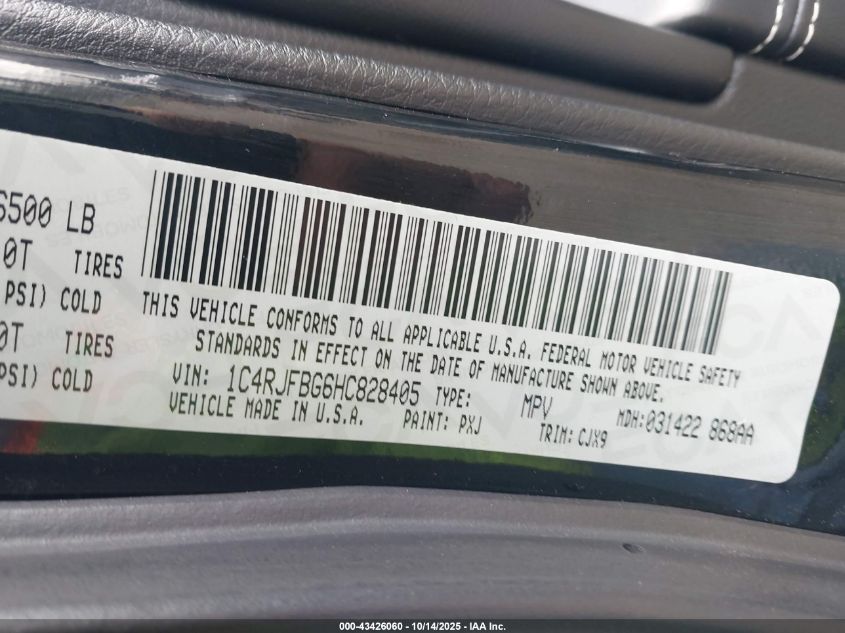 6500 LB
0T TIRES
PSI) COLD
0T TIRES
PSI) COLD
THIS VEHICLE CONFORMS TO ALL APPLICABLE U.S.A. FEDERAL MOTOR VEHICLE SAFETY
STANDARDS IN EFFECT ON THE DATE OF MANUFACTURE SHOWN ABOVE.
VIN: 1C4RJFBG6HC828405 TYPE: MPV MDH:031422 868AA
VEHICLE MADE IN U.S.A. PAINT: PXJ TRIM: CJX9
000-43426060 - 10/14/2025 - IAA Inc.